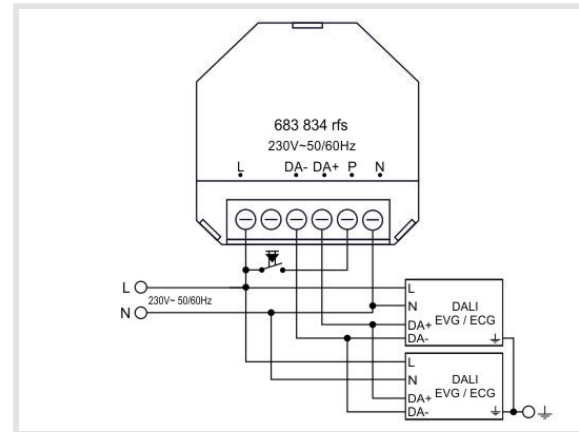 683 834 rfs
230V~50/60Hz
L DA- DA+ P N
L
230V~ 50/60Hz
N
L
N
DA+
DA-
DALI
EVG / ECG
L
N
DA+
DA-
DALI
EVG / ECG